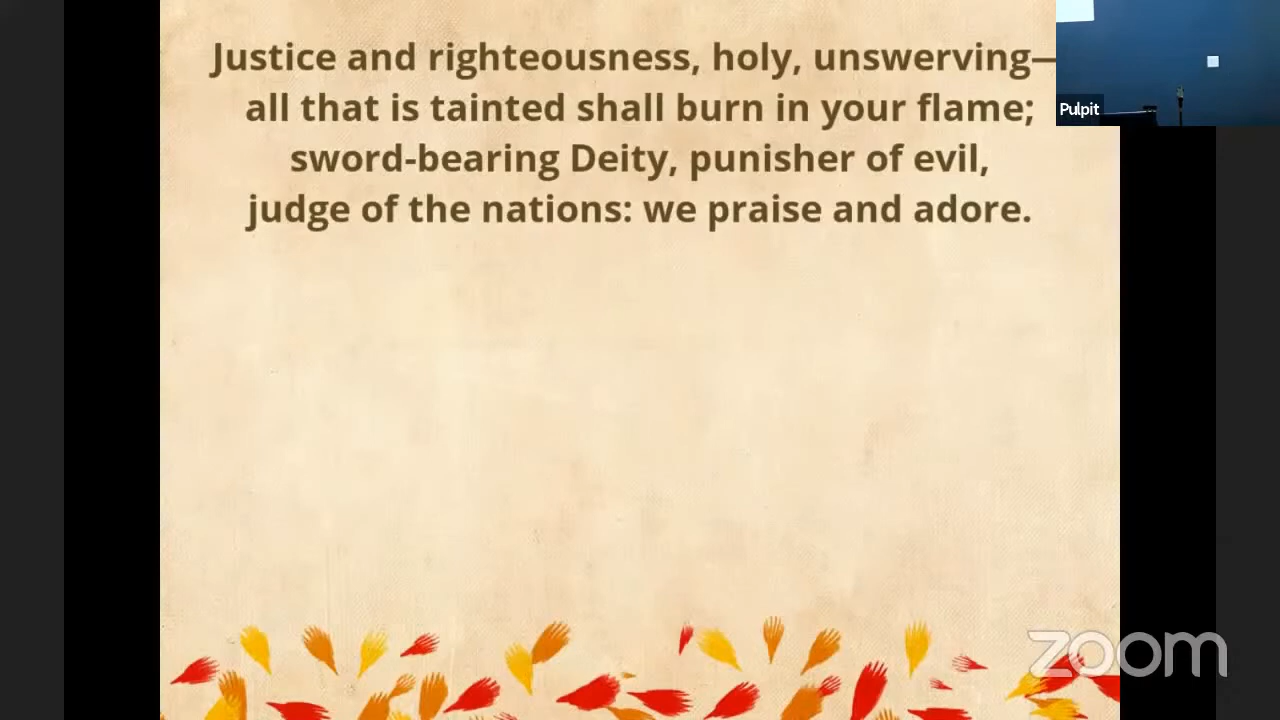 Justice and righteousness, holy, unswerving—
all that is tainted shall burn in your flame;
sword-bearing Deity, punisher of evil,
judge of the nations: we praise and adore.
Pulpit
zoom